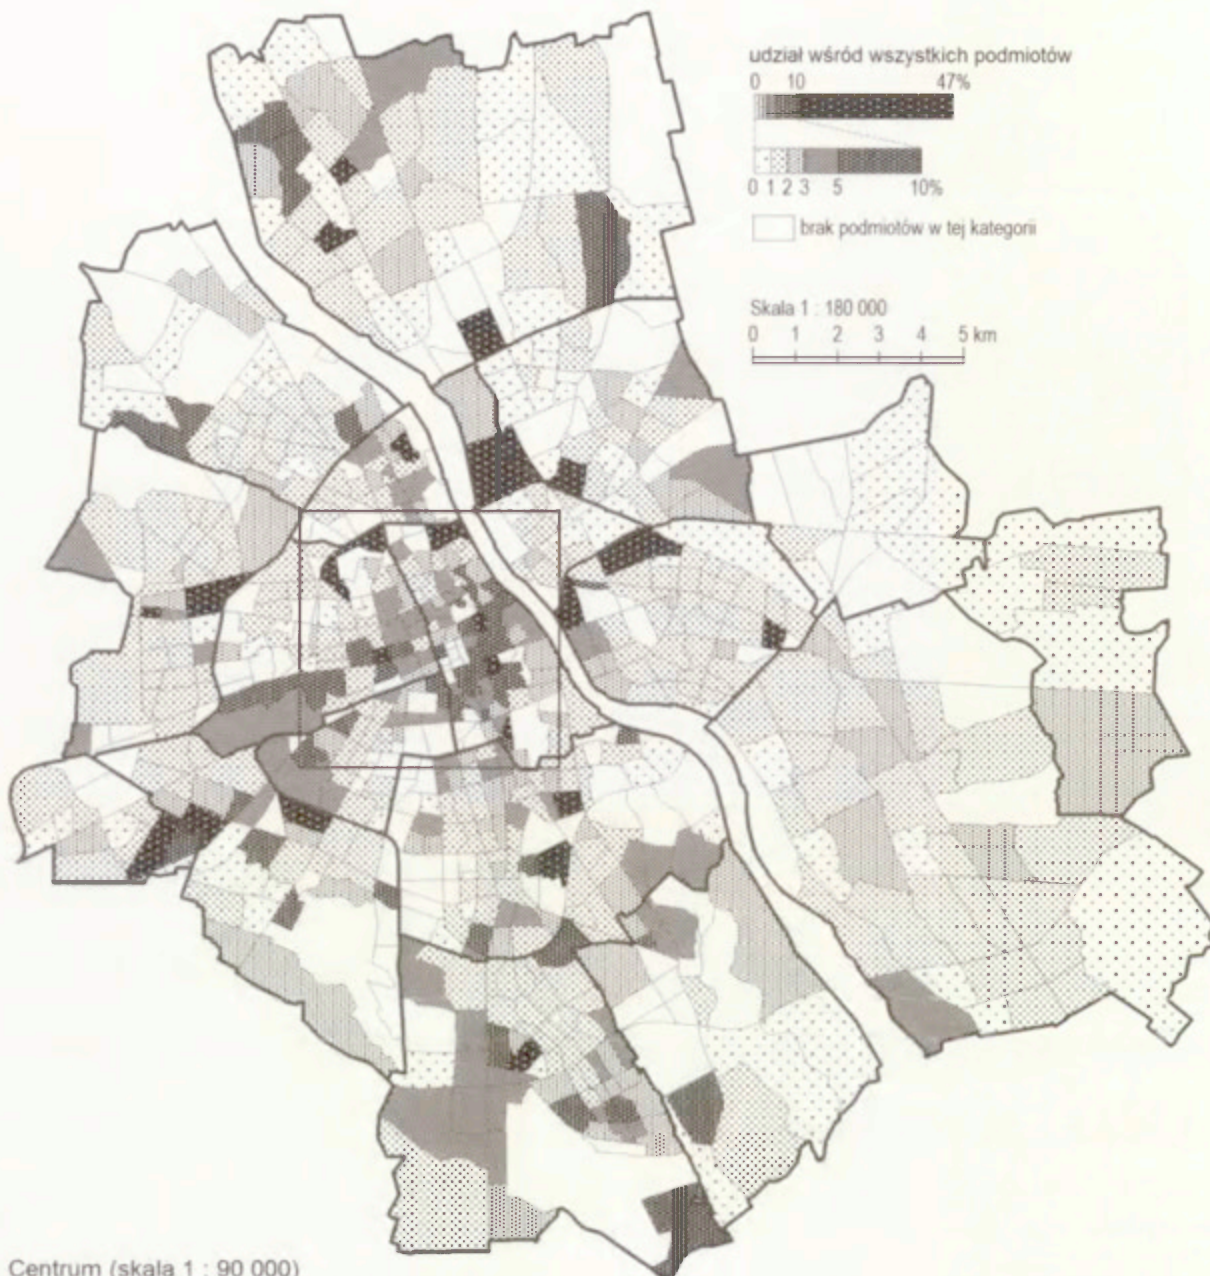 udział wśród wszystkich podmiotów
0 10 47%
0 1 2 3 5 10%
brak podmiotów w tej kategorii
Skala 1 : 180 000
0 1 2 3 4 5 km
Centrum (skala 1 : 90 000)